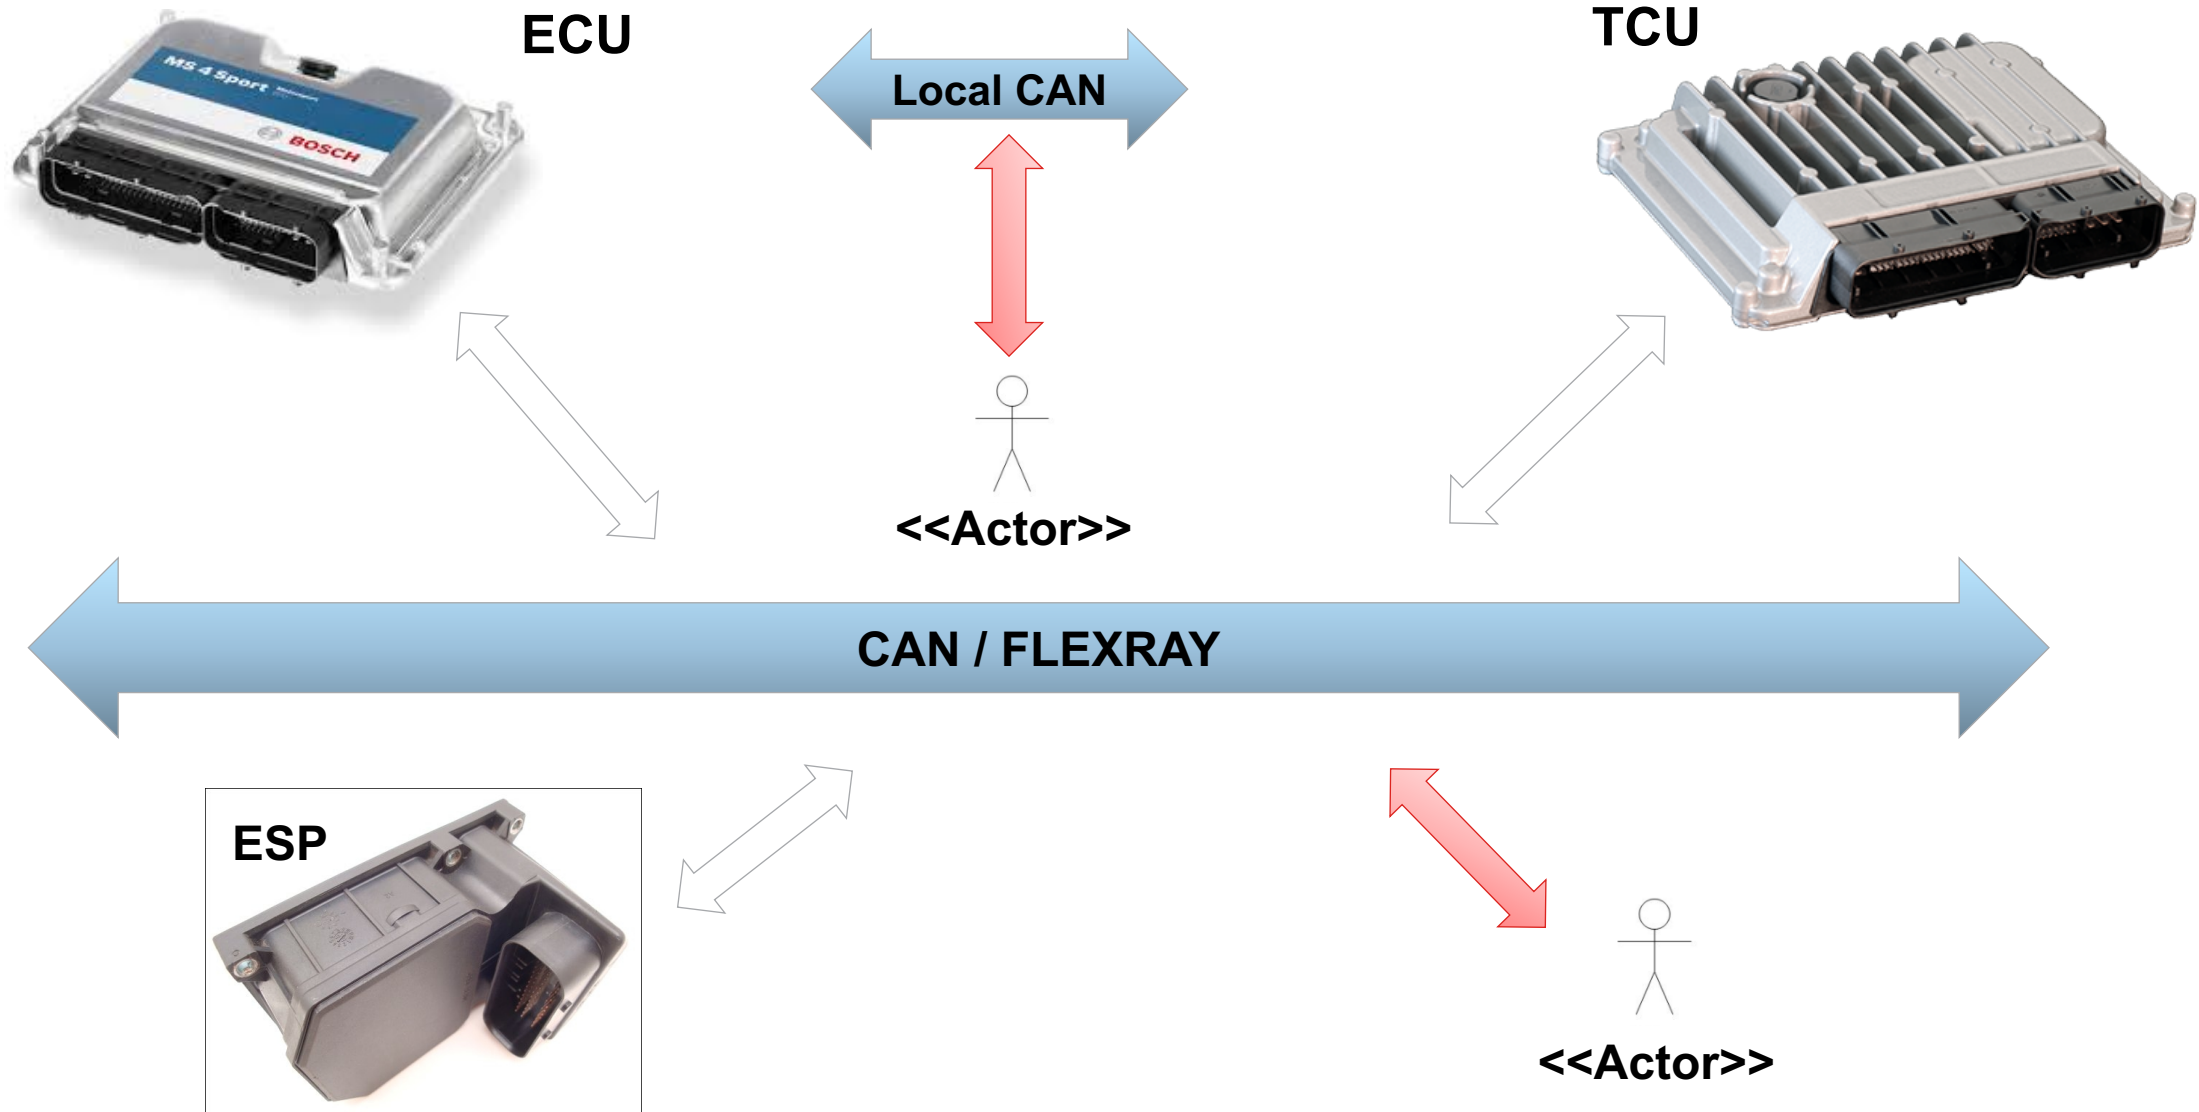 ECU
TCU
MS 4 Sport
BOSCH
Local CAN
<<Actor>>
CAN / FLEXRAY
ESP
<<Actor>>